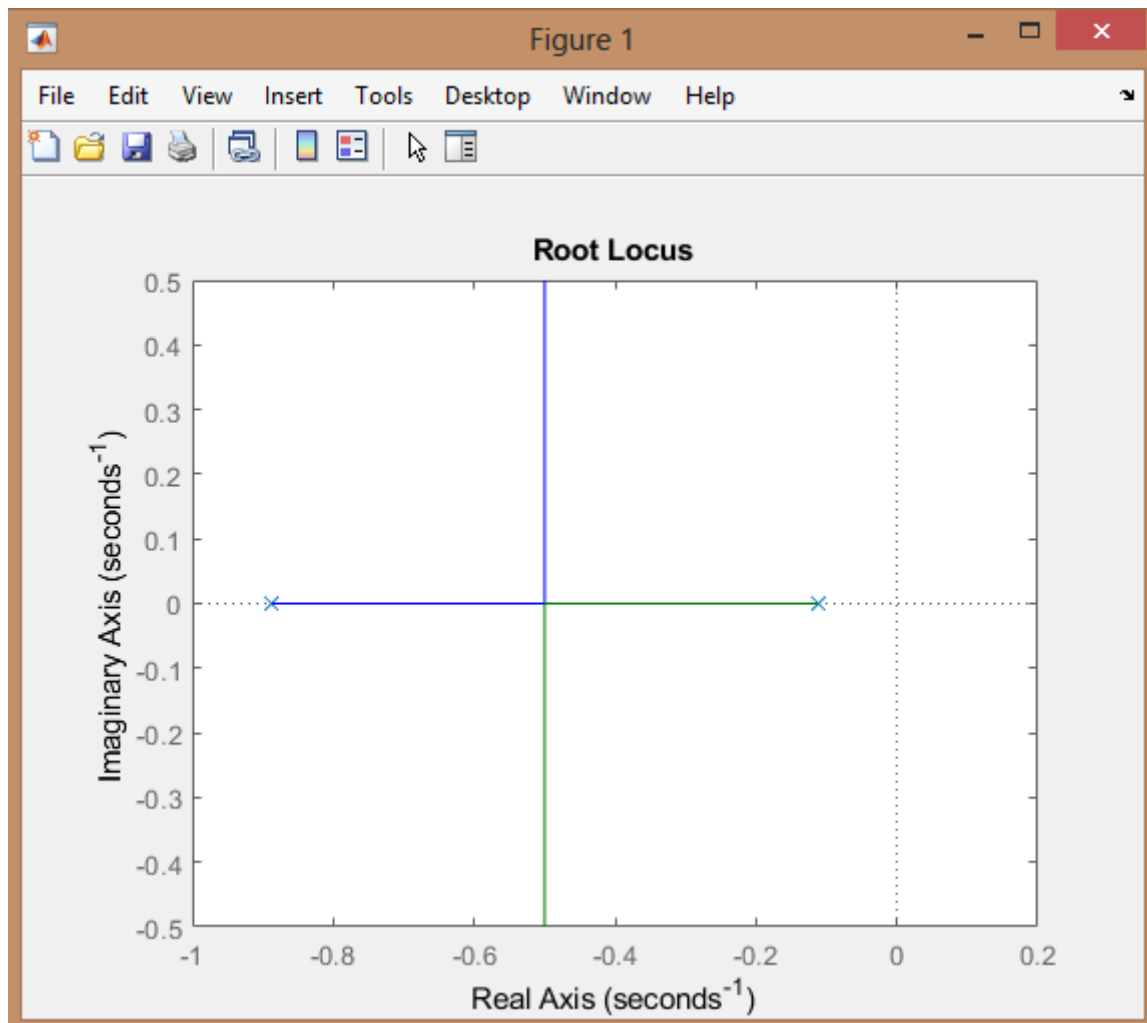 Figure 1
File Edit View Insert Tools Desktop Window Help
Root Locus
0.5
0.4
0.3
0.2
0.1
0
-0.1
-0.2
-0.3
-0.4
-0.5
Imaginary Axis (seconds⁻¹)
-1 -0.8 -0.6 -0.4 -0.2 0 0.2
Real Axis (seconds⁻¹)